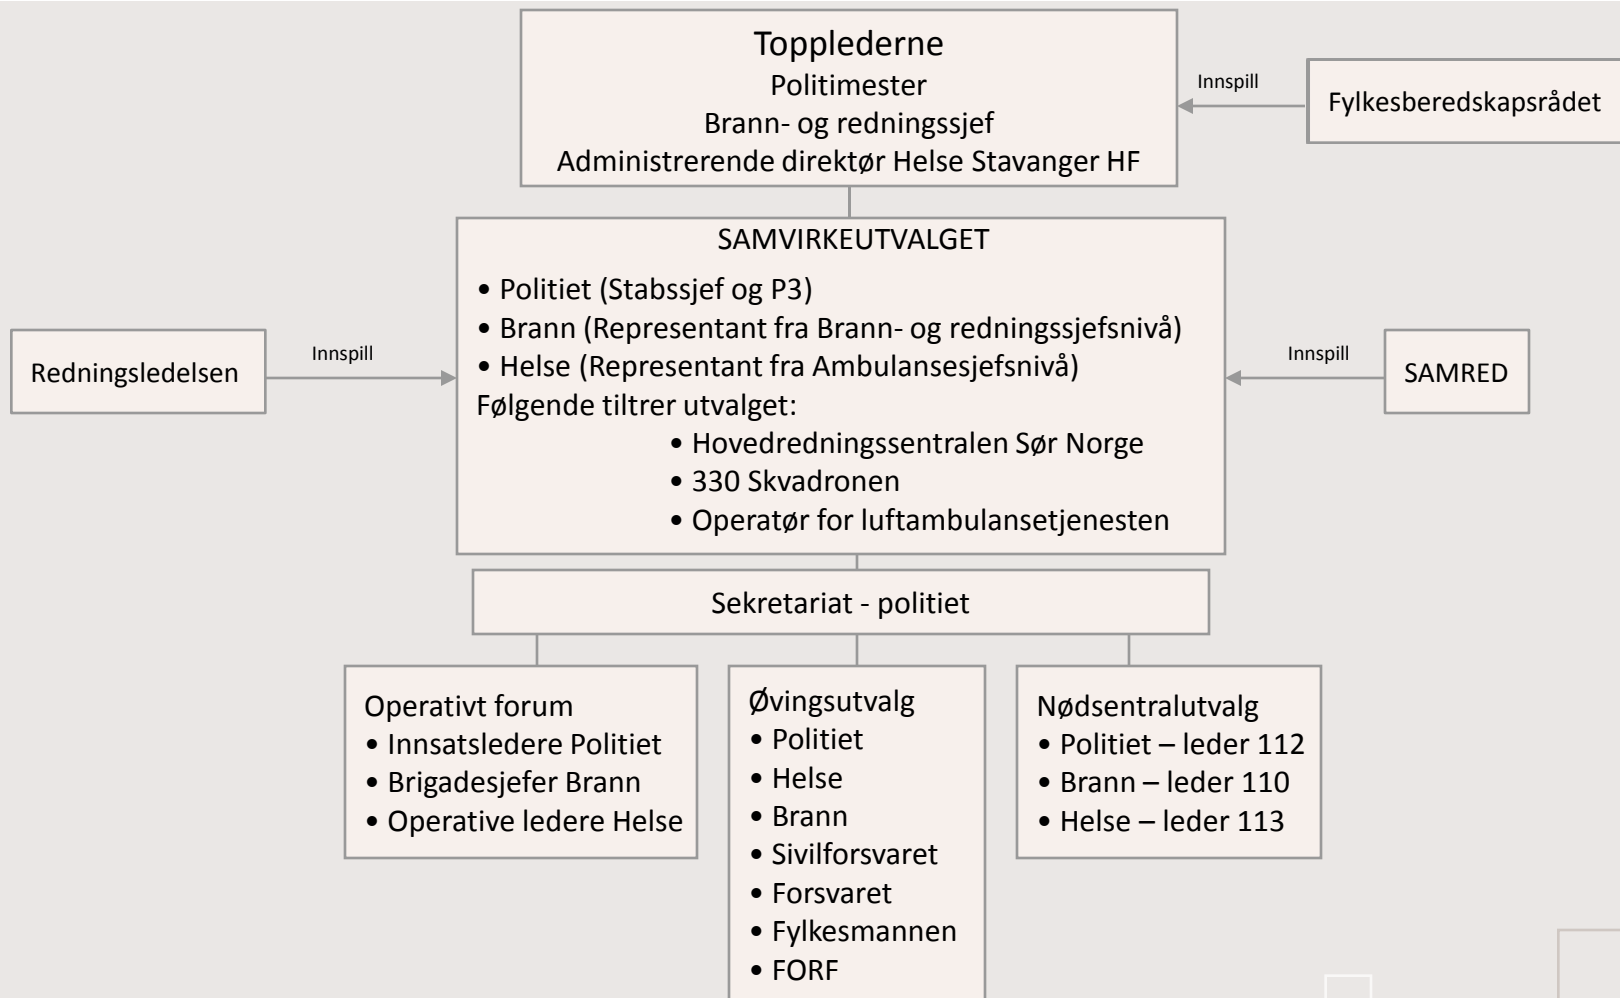 Topplederne
Politimester
Brann- og redningssjef
Administrerende direktør Helse Stavanger HF
Innspill
Fylkesberedskapsrådet
SAMVIRKEUTVALGET
• Politiet (Stabssjef og P3)
• Brann (Representant fra Brann- og redningssjefsnivå)
• Helse (Representant fra Ambulansesjefsnivå)
Følgende tiltrer utvalget:
• Hovedredningssentralen Sør Norge
• 330 Skvadronen
• Operatør for luftambulansetjenesten
Redningsledelsen
Innspill
Innspill
SAMRED
Sekretariat - politiet
Operativt forum
• Innsatsledere Politiet
• Brigadesjefer Brann
• Operative ledere Helse
Øvingsutvalg
• Politiet
• Helse
• Brann
• Sivilforsvaret
• Forsvaret
• Fylkesmannen
• FORF
Nødsentralutvalg
• Politiet – leder 112
• Brann – leder 110
• Helse – leder 113